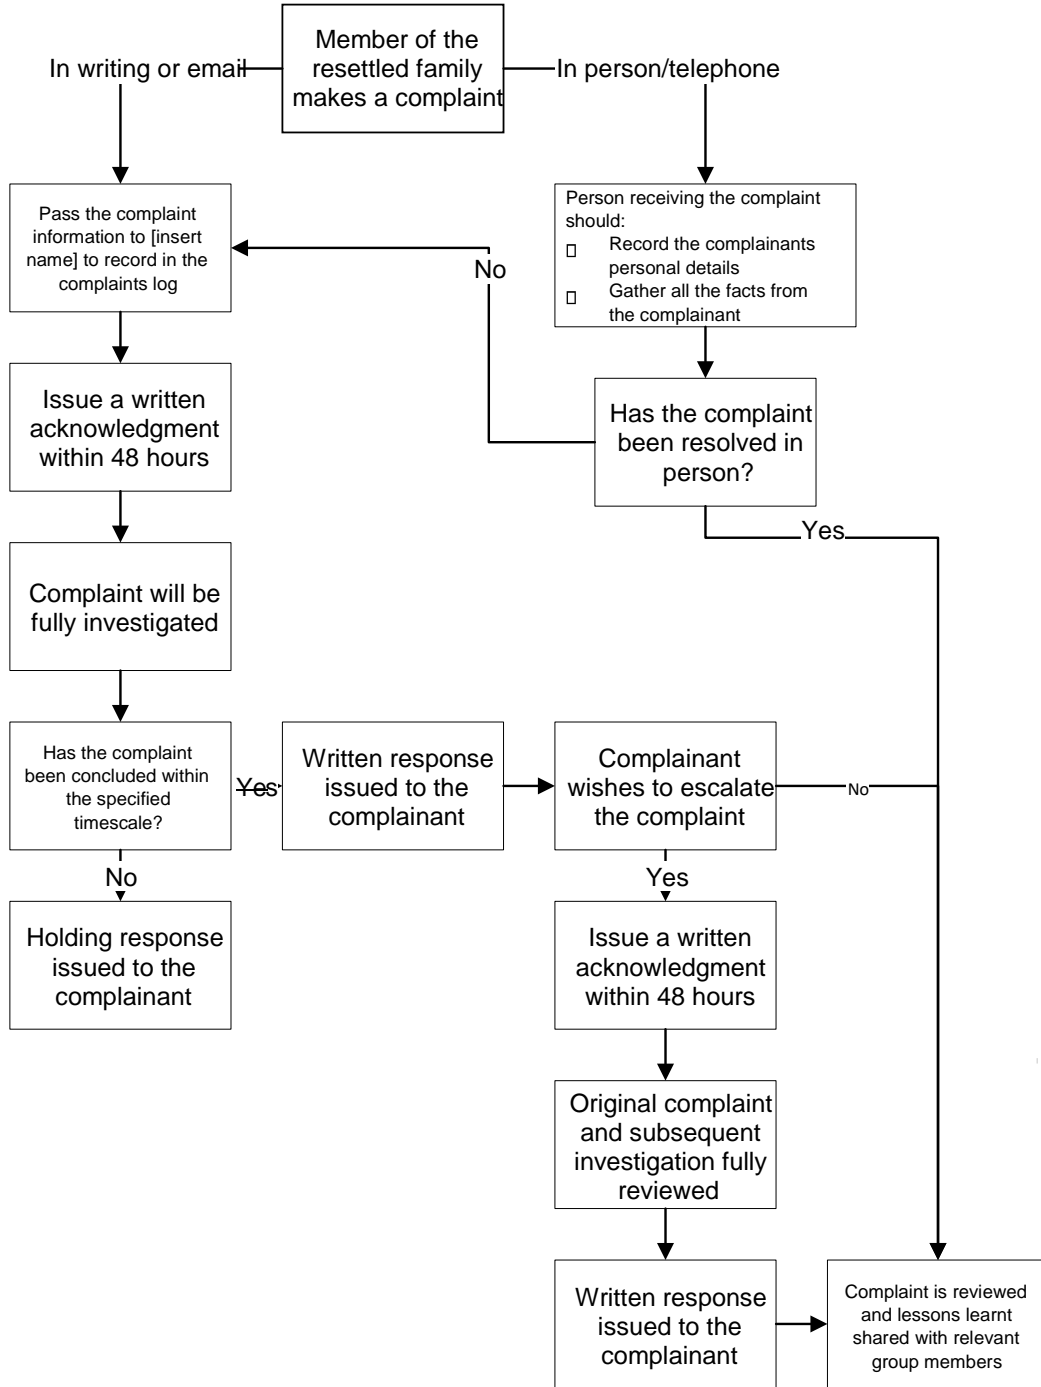 Member of the
resettled family
makes a complaint
In writing or email
In person/telephone
Pass the complaint
information to [insert
name] to record in the
complaints log
Person receiving the complaint
should:
Record the complainants
personal details
Gather all the facts from
the complainant
No
Issue a written
acknowledgment
within 48 hours
Has the complaint
been resolved in
person?
Yes
Complaint will be
fully investigated
Has the complaint
been concluded within
the specified
timescale?
Yes
Written response
issued to the
complainant
Complainant
wishes to escalate
the complaint
No
No
Yes
Holding response
issued to the
complainant
Issue a written
acknowledgment
within 48 hours
Original complaint
and subsequent
investigation fully
reviewed
Written response
issued to the
complainant
Complaint is reviewed
and lessons learnt
shared with relevant
group members